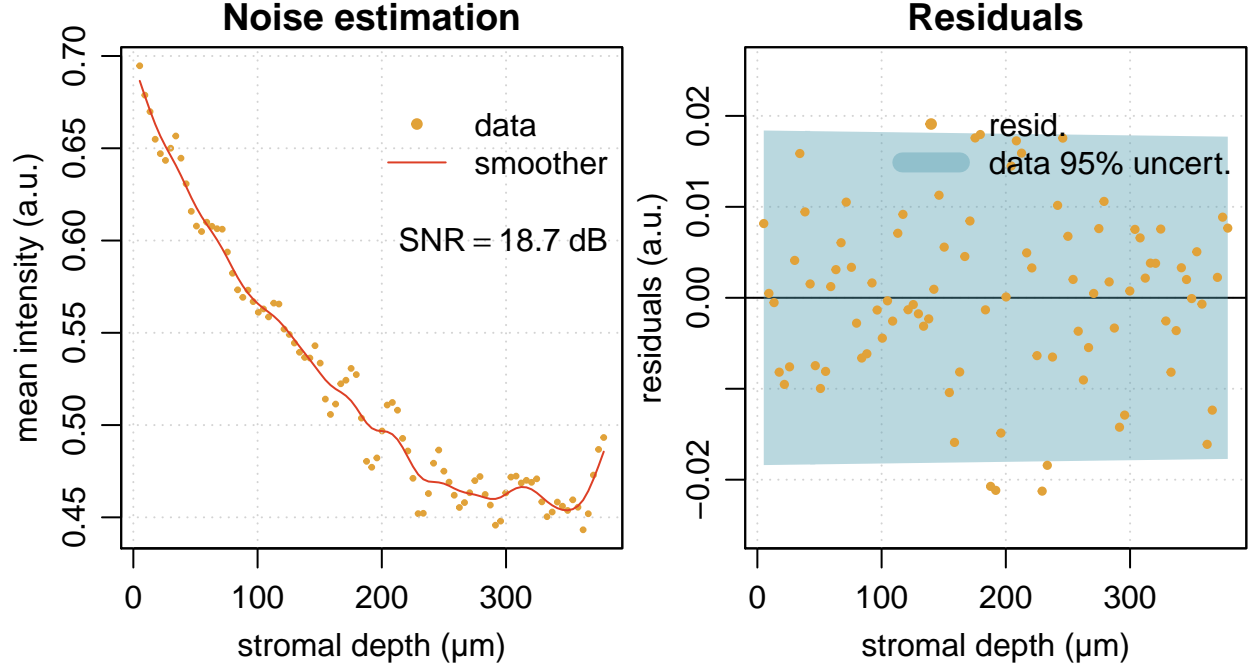 Noise estimation
0.70
0.65
0.60
0.55
0.50
0.45
mean intensity (a.u.)
data
smoother
SNR = 18.7 dB
0
100
200
300
stromal depth (μm)
Residuals
0.02
0.01
0.00
−0.02
residuals (a.u.)
resid.
data 95% uncert.
0
100
200
300
stromal depth (μm)